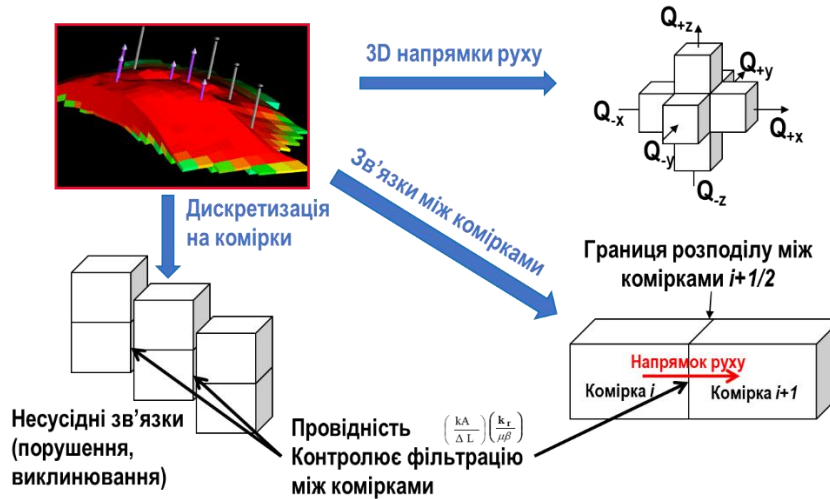 3D напрямки руху
Q+z
Q+y
Q-x
Q+x
Q-y
Q-z
Зв'язки між комірками
Дискретизація
на комірки
Границя розподілу між
комірками i+1/2
Напрямок руху
Комірка i
Комірка i+1
Несусідні зв'язки
(порушення,
виклинювання)
Провідність (kA/ΔL)(kr/μβ)
Контролює фільтрацію
між комірками